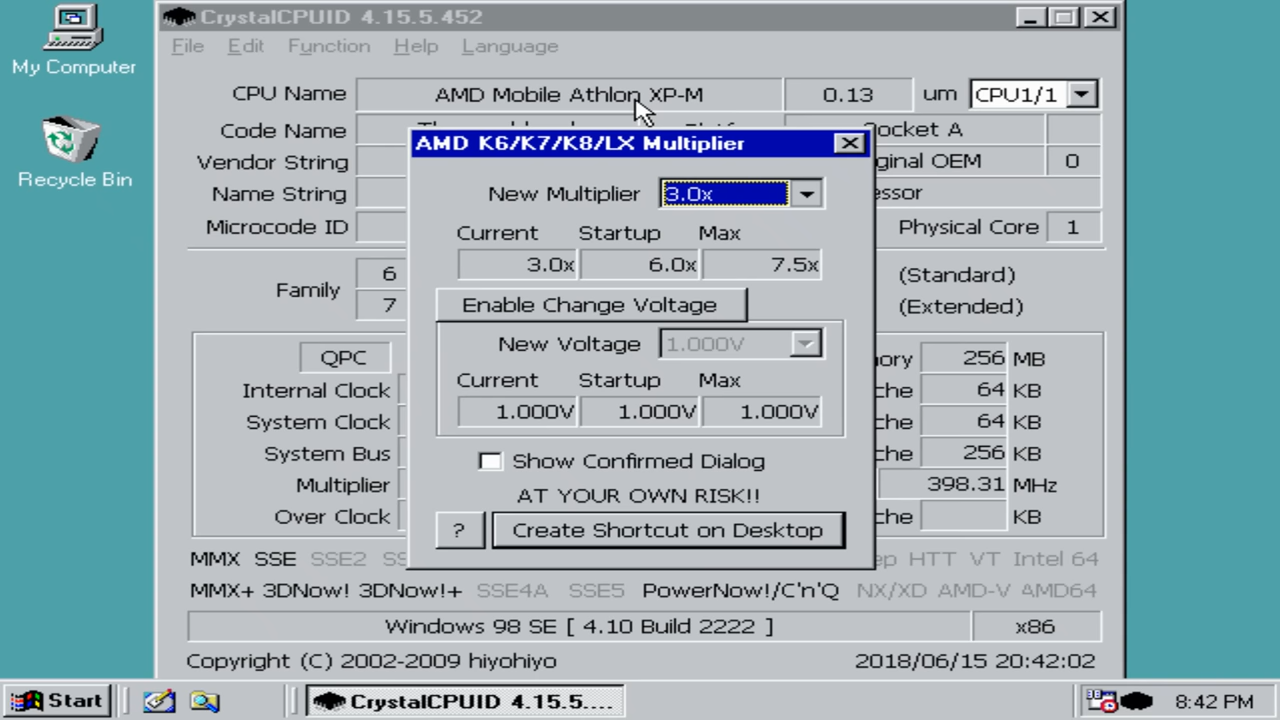 My Computer
Recycle Bin
CrystalCPUID 4.15.5.452
File Edit Function Help Language
CPU Name AMD Mobile Athlon XP-M 0.13 um CPU1/1
Code Name Socket A
Vendor String OEM 0
Name String
Microcode ID Physical Core 1
Family 6 (Standard)
7 (Extended)
QPC 256 MB
Internal Clock 64 KB
System Clock 64 KB
System Bus 256 KB
Multiplier 398.31 MHz
Over Clock KB
MMX SSE SSE2 HTT VT Intel 64
MMX+ 3DNow! 3DNow!+ SSE4A SSE5 PowerNow!/C'n'Q NX/XD AMD-V AMD64
Windows 98 SE [ 4.10 Build 2222 ] x86
Copyright (C) 2002-2009 hiyohiyo 2018/06/15 20:42:02
AMD K6/K7/K8/LX Multiplier
New Multiplier 3.0x
Current Startup Max
3.0x 6.0x 7.5x
Enable Change Voltage
New Voltage 1.000V
Current Startup Max
1.000V 1.000V 1.000V
Show Confirmed Dialog
AT YOUR OWN RISK!!
? Create Shortcut on Desktop
Start CrystalCPUID 4.15.5.... 8:42 PM